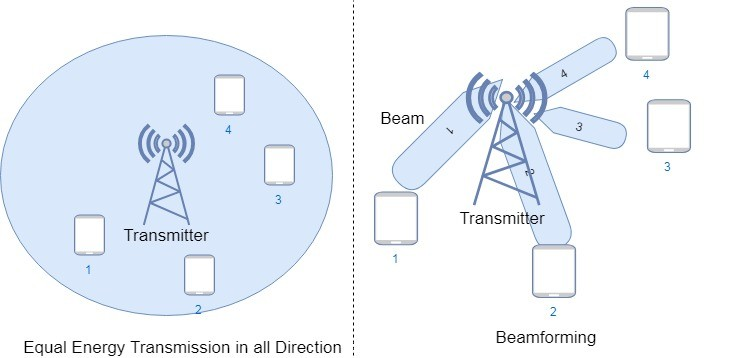 4
3
Transmitter
1
2
Equal Energy Transmission in all Direction
4
4
Beam
1
3
3
2
Transmitter
1
2
Beamforming